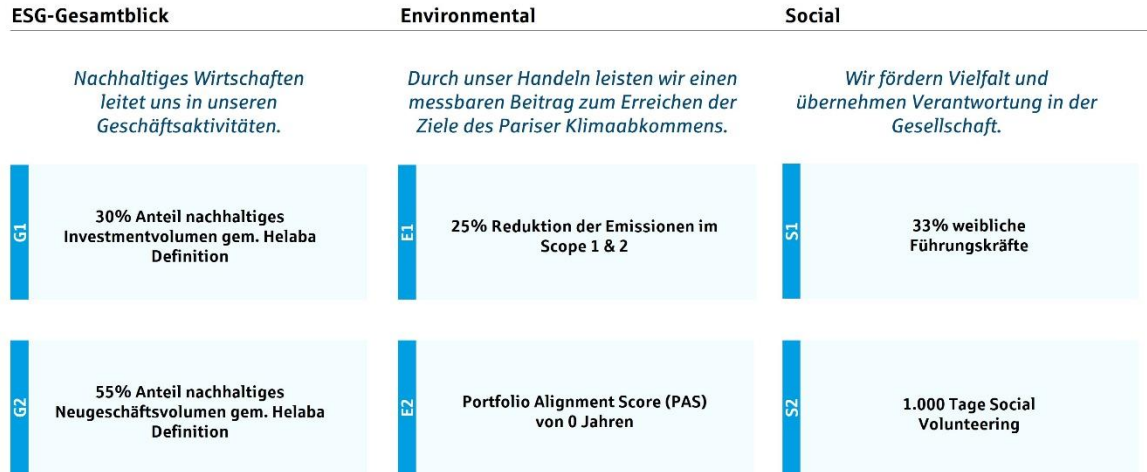 ESG-Gesamtblick
Nachhaltiges Wirtschaften
leitet uns in unseren
Geschäftsaktivitäten.
G1
30% Anteil nachhaltiges
Investmentvolumen gem. Helaba
Definition
G2
55% Anteil nachhaltiges
Neugeschäftsvolumen gem. Helaba
Definition
Environmental
Durch unser Handeln leisten wir einen
messbaren Beitrag zum Erreichen der
Ziele des Pariser Klimaabkommens.
E1
25% Reduktion der Emissionen im
Scope 1 & 2
E2
Portfolio Alignment Score (PAS)
von 0 Jahren
Social
Wir fördern Vielfalt und
übernehmen Verantwortung in der
Gesellschaft.
S1
33% weibliche
Führungskräfte
S2
1.000 Tage Social
Volunteering